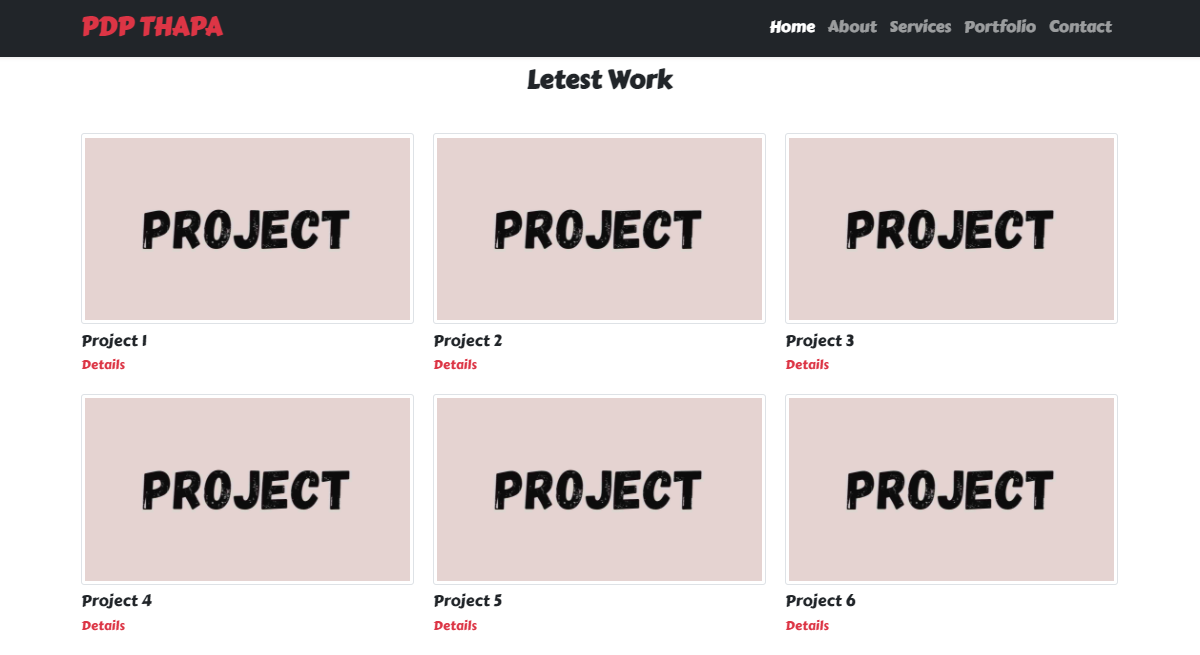 PDP THAPA Home About Services Portfolio Contact
Letest Work
PROJECT PROJECT PROJECT
Project 1 Project 2 Project 3
Details Details Details
PROJECT PROJECT PROJECT
Project 4 Project 5 Project 6
Details Details Details